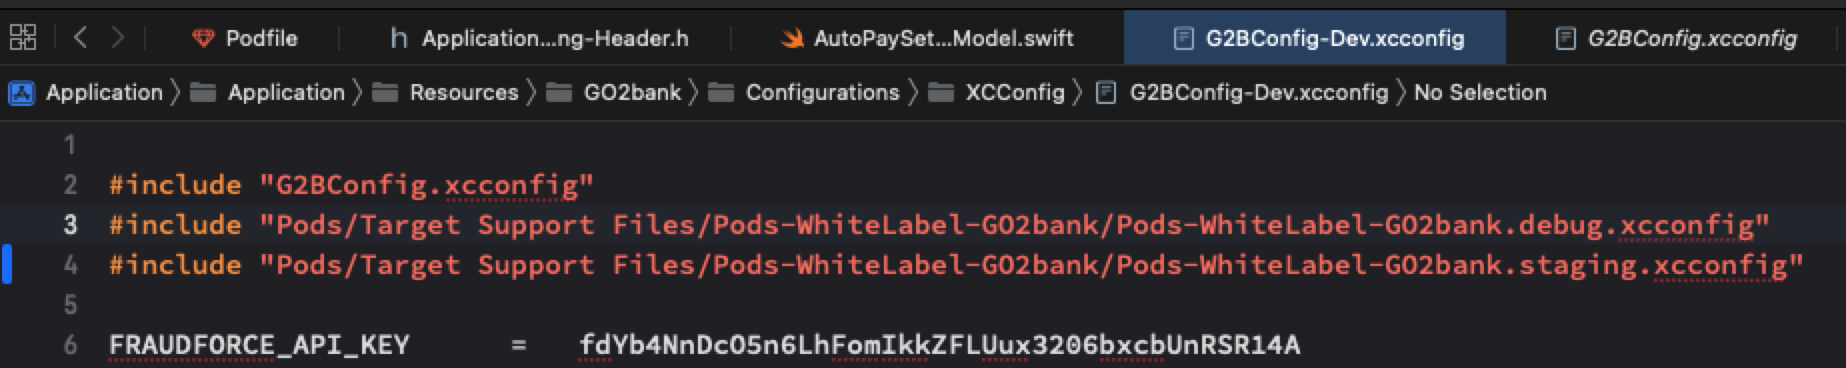 Podfile
h Application...ng-Header.h
AutoPaySet...Model.swift
G2BConfig-Dev.xcconfig
G2BConfig.xcconfig
Application 〉 Application 〉 Resources 〉 GO2bank 〉 Configurations 〉 XCConfig 〉 G2BConfig-Dev.xcconfig 〉 No Selection
1
2 #include "G2BConfig.xcconfig"
3 #include "Pods/Target Support Files/Pods-WhiteLabel-GO2bank/Pods-WhiteLabel-GO2bank.debug.xcconfig"
4 #include "Pods/Target Support Files/Pods-WhiteLabel-GO2bank/Pods-WhiteLabel-GO2bank.staging.xcconfig"
5
6 FRAUDFORCE_API_KEY = fdYb4NnDcO5n6LhFomIkkZFLUux3206bxcbUnRSR14A